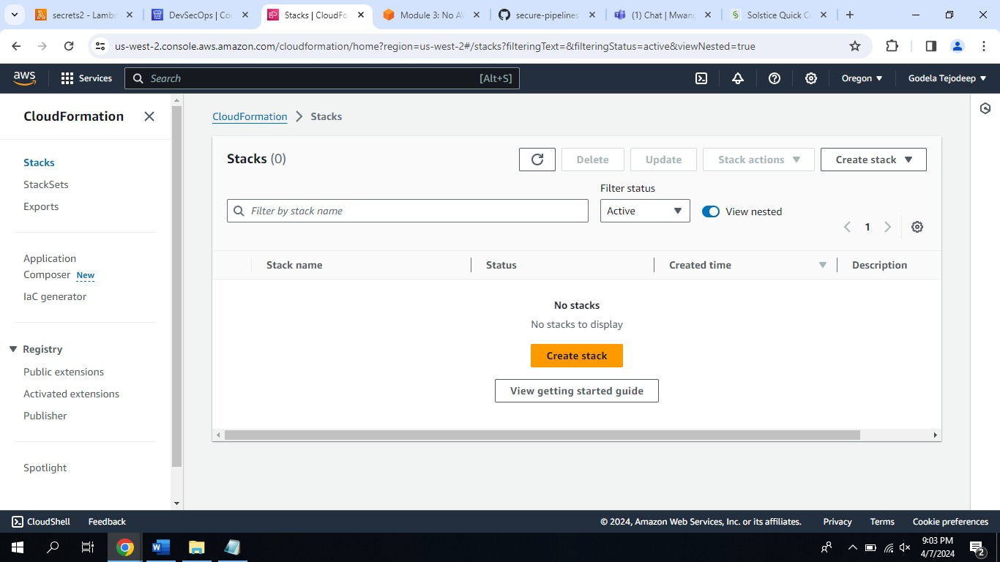 secrets2 - Lamb
DevSecOps | Co
Stacks | CloudFo
Module 3: No A
secure-pipelines
(1) Chat | Mwan
Solstice Quick C
us-west-2.console.aws.amazon.com/cloudformation/home?region=us-west-2#/stacks?filteringText=&filteringStatus=active&viewNested=true
aws
Services
Search
[Alt+S]
Oregon
Godela Tejodeep
CloudFormation
Stacks
StackSets
Exports
Application
Composer New
IaC generator
Registry
Public extensions
Activated extensions
Publisher
Spotlight
CloudFormation > Stacks
Stacks (0)
Delete
Update
Stack actions
Create stack
Filter status
Filter by stack name
Active
View nested
1
Stack name
Status
Created time
Description
No stacks
No stacks to display
Create stack
View getting started guide
CloudShell
Feedback
© 2024, Amazon Web Services, Inc. or its affiliates.
Privacy
Terms
Cookie preferences
9:03 PM
4/7/2024
2